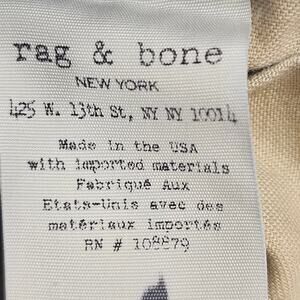 rag & bone
NEW YORK
425 W. 13th St, NY NY 10014
Made in the USA
with imported materials
Fabriqué Aux
Etats-Unis avec des
matériaux importés
RN # 108879